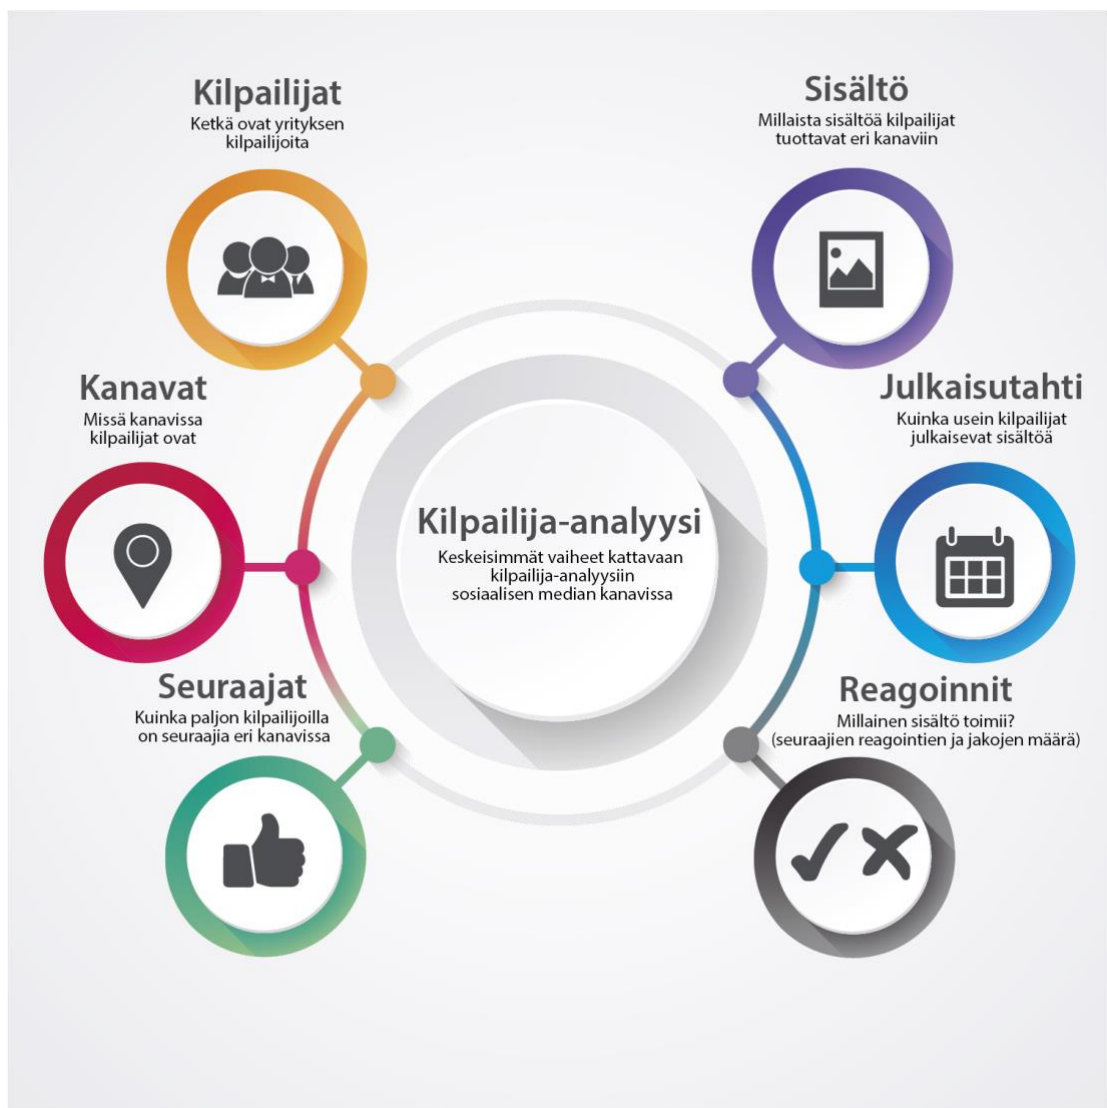 Kilpailijat
Ketkä ovat yrityksen
kilpailijoita
Kanavat
Missä kanavissa
kilpailijat ovat
Seuraajat
Kuinka paljon kilpailijoilla
on seuraajia eri kanavissa
Kilpailija-analyysi
Keskeisimmät vaiheet kattavaan
kilpailija-analyysiin
sosiaalisen median kanavissa
Sisältö
Millaista sisältöä kilpailijat
tuottavat eri kanaviin
Julkaisutahti
Kuinka usein kilpailijat
julkaisevat sisältöä
Reagoinnit
Millainen sisältö toimii?
(seuraajien reagointien ja jakojen määrä)